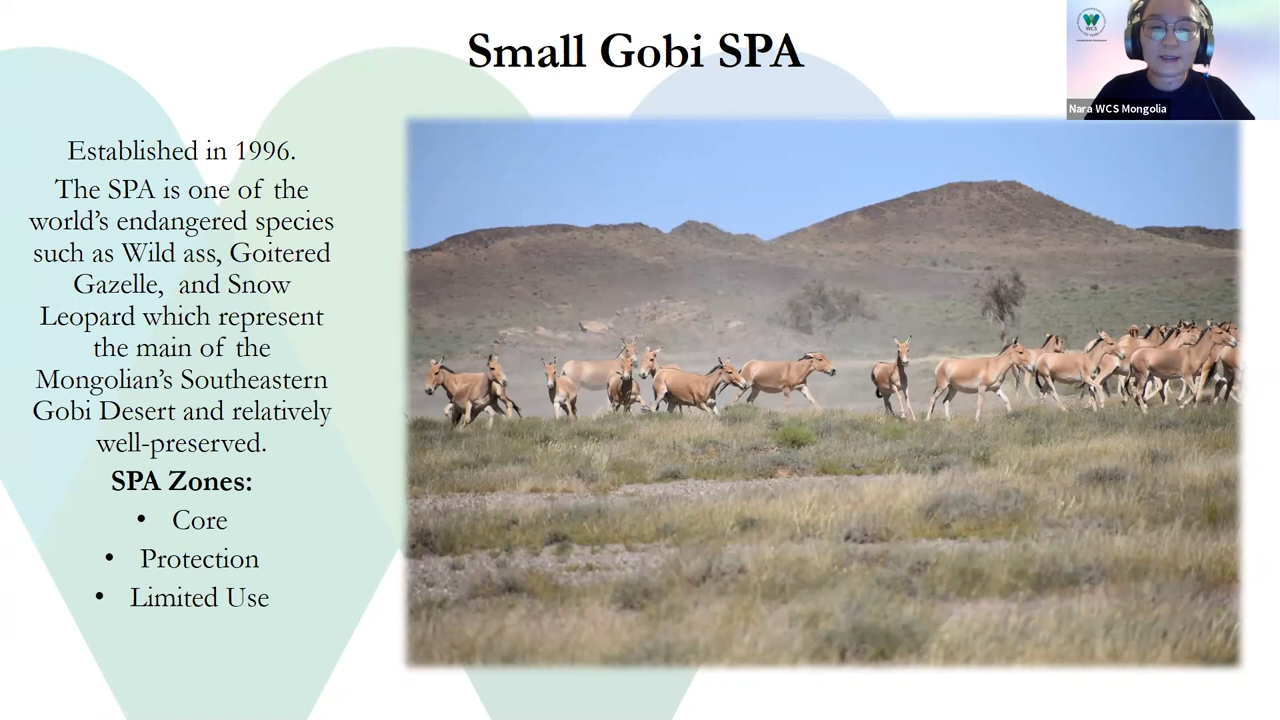 Small Gobi SPA
WCS
Nara WCS Mongolia
Established in 1996.
The SPA is one of the
world's endangered species
such as Wild ass, Goitered
Gazelle, and Snow
Leopard which represent
the main of the
Mongolian's Southeastern
Gobi Desert and relatively
well-preserved.
SPA Zones:
• Core
• Protection
• Limited Use